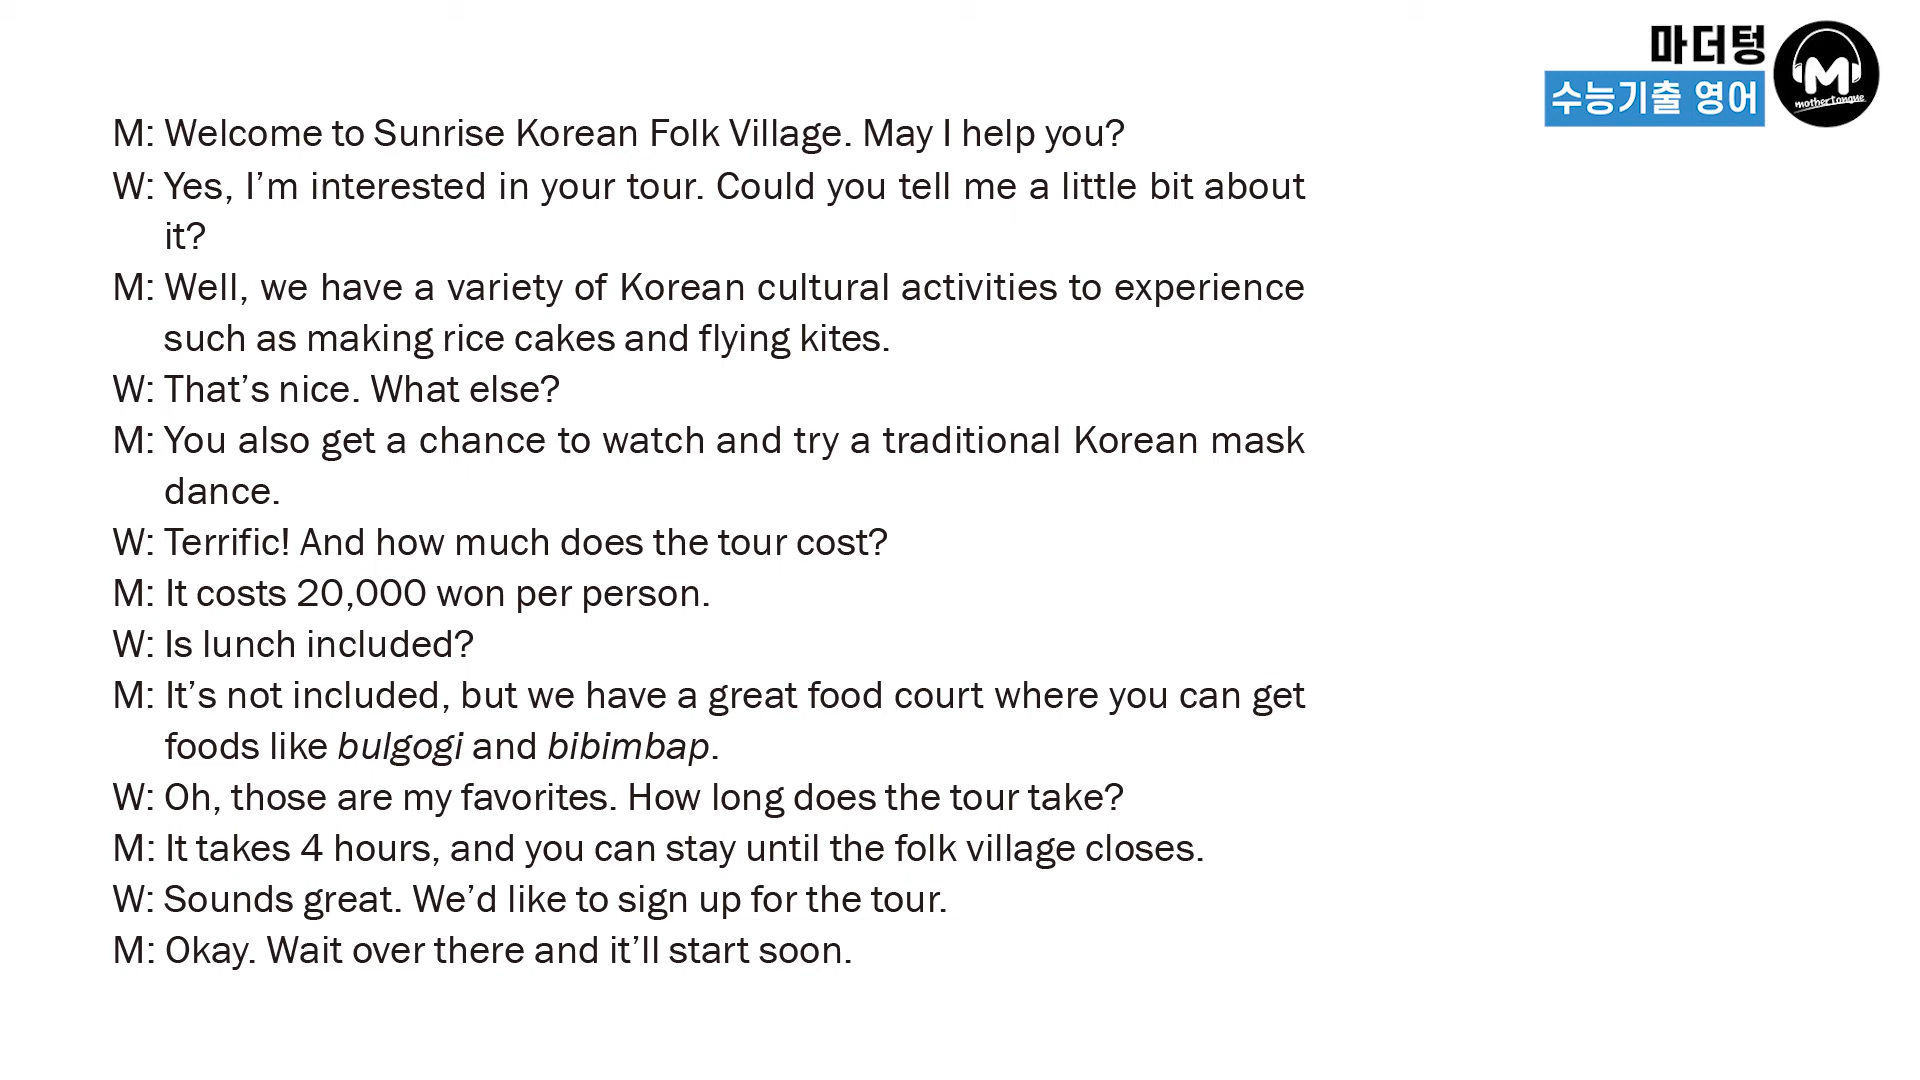 마더텅
수능기출 영어
M
mother tongue
M: Welcome to Sunrise Korean Folk Village. May I help you?
W: Yes, I’m interested in your tour. Could you tell me a little bit about
it?
M: Well, we have a variety of Korean cultural activities to experience
such as making rice cakes and flying kites.
W: That’s nice. What else?
M: You also get a chance to watch and try a traditional Korean mask
dance.
W: Terrific! And how much does the tour cost?
M: It costs 20,000 won per person.
W: Is lunch included?
M: It’s not included, but we have a great food court where you can get
foods like bulgogi and bibimbap.
W: Oh, those are my favorites. How long does the tour take?
M: It takes 4 hours, and you can stay until the folk village closes.
W: Sounds great. We’d like to sign up for the tour.
M: Okay. Wait over there and it’ll start soon.